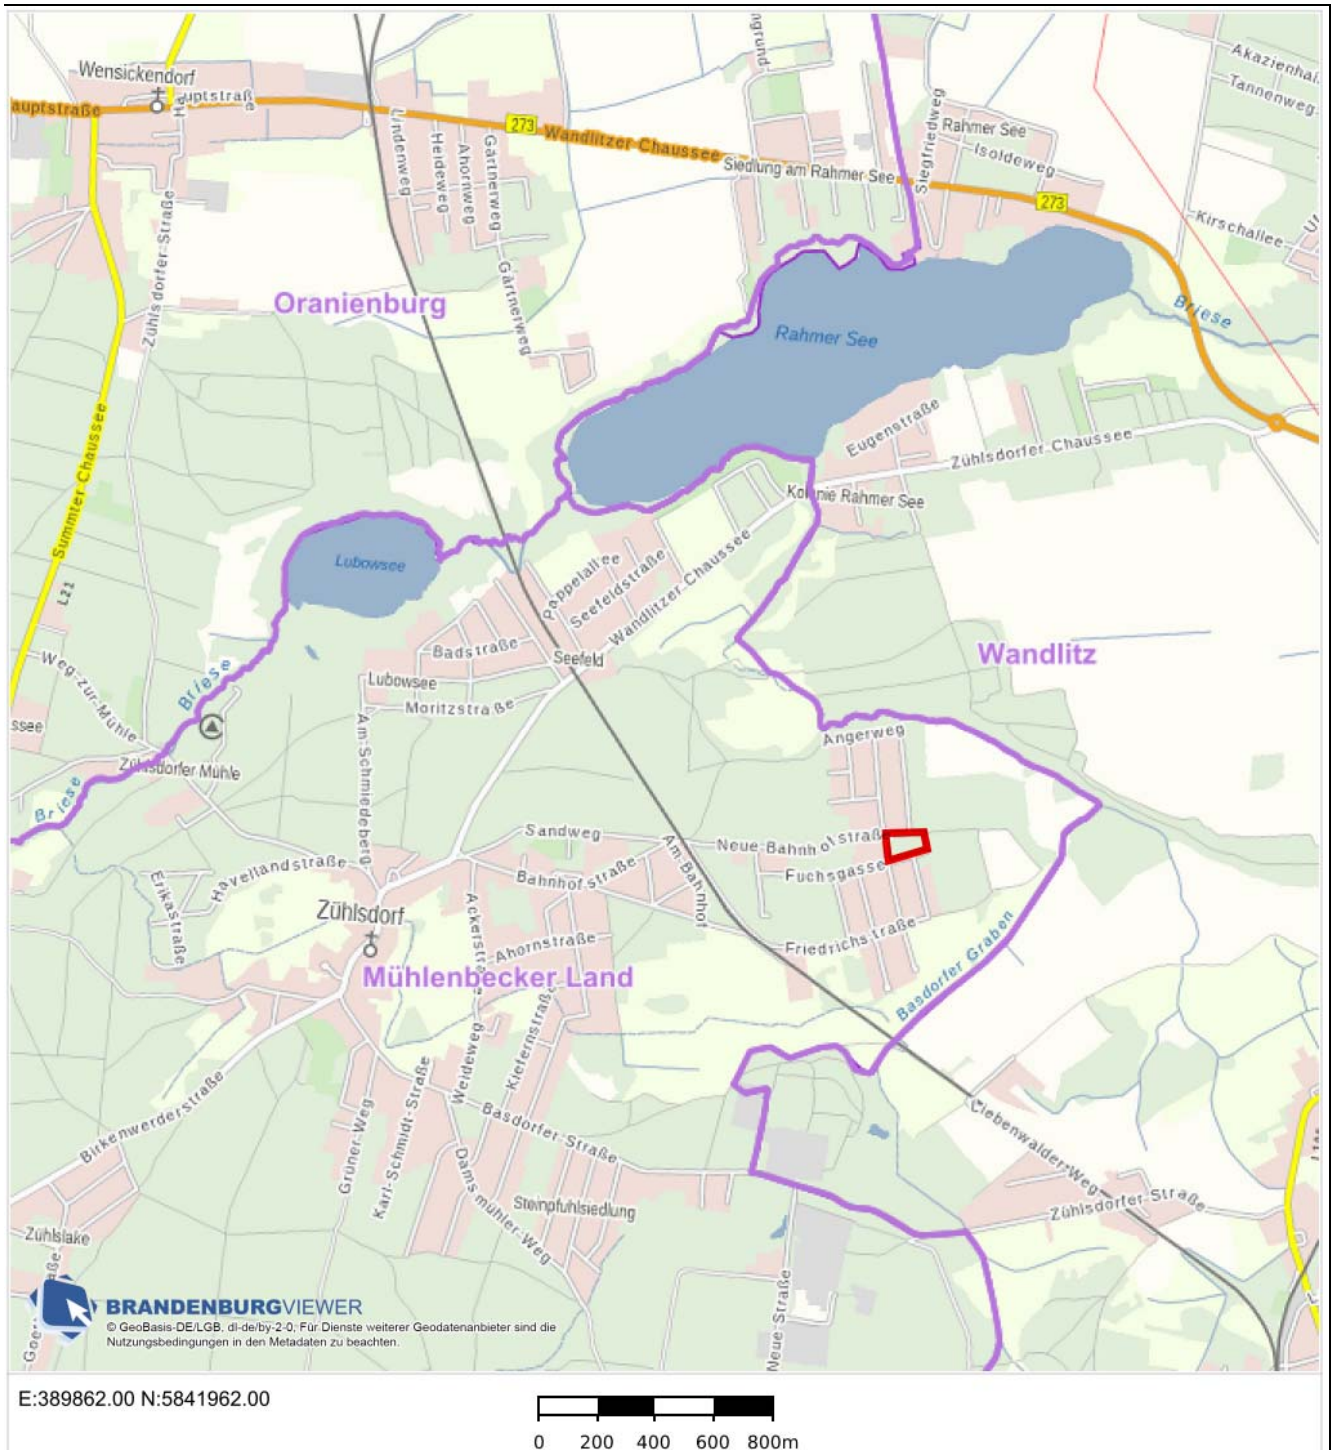 Wensickendorf
Hauptstraße
auptstraße
273
Wandlitzer Chaussee
Siedlung am Rahmer See
Siegfriedweg
Rahmer See
Isoldeweg
273
Akazienhai
Tannenweg
Kirschallee
Briese
Lindenweg
Heideweg
Ahornweg
Gärtnerweg
Gärtnerweg
Zühlsdorfer Straße
Oranienburg
Rahmer See
Summter Chaussee
L21
Eugenstraße
Zühlsdorfer Chaussee
Kolonie Rahmer See
Lubowsee
Pappelallee
Seefeldstraße
Wandlitzer Chaussee
Badstraße
Seefeld
Lubowsee
Moritzstraße
Wandlitz
Weg zur Mühle
Briese
ssee
Zühlsdorfer Mühle
Briese
Am Schmiedeberg
Angerweg
Sandweg
Neue Bahnhofstraße
Fuchsgasse
Am Bahnhof
Havellandstraße
Erikastraße
Bahnhofstraße
Zühlsdorf
Ackerstraße
Ahornstraße
Friedrichstraße
Basdorfer Graben
Mühlenbecker Land
Kiefernstraße
Weideweg
Birkenwerderstraße
Grüner Weg
Karl-Schmidt-Straße
Basdorfer Straße
Damsmühler Weg
Steinpfuhlsiedlung
Liebenwalder Weg
Zühlsdorfer Straße
Zühlslake
Neue Straße
BRANDENBURGVIEWER
© GeoBasis-DE/LGB, dl-de/by-2-0; Für Dienste weiterer Geodatenanbieter sind die
Nutzungsbedingungen in den Metadaten zu beachten.
E:389862.00 N:5841962.00
0 200 400 600 800m